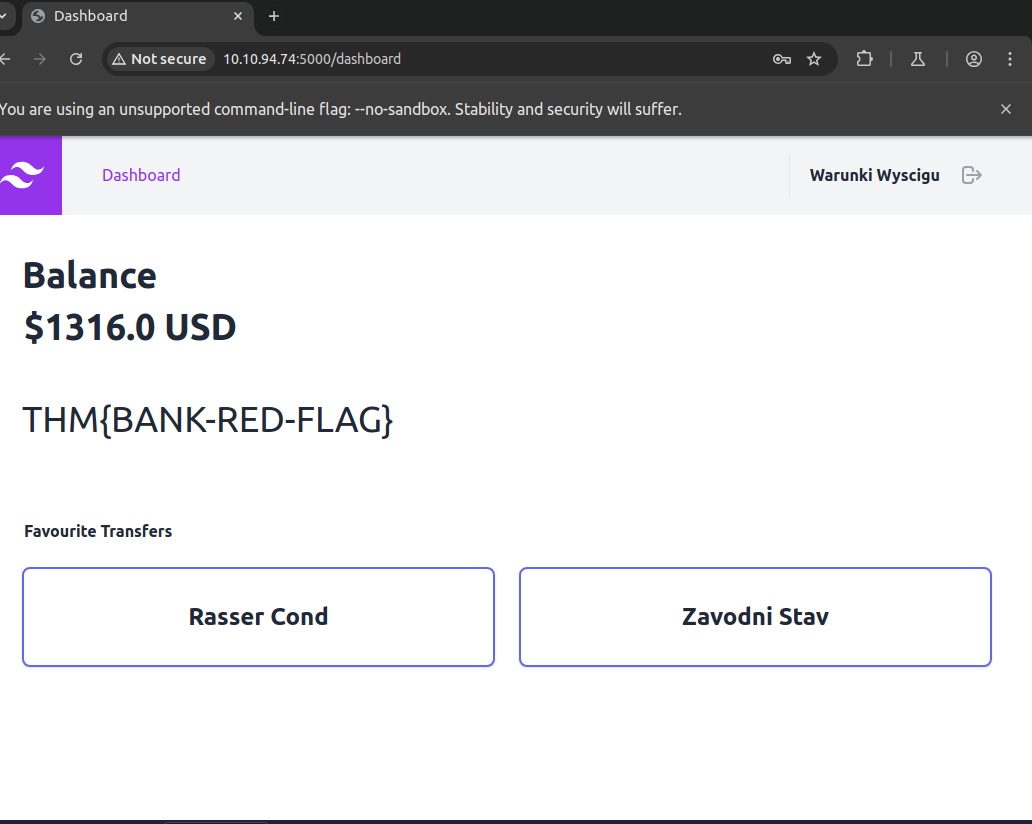 Dashboard
Not secure 10.10.94.74:5000/dashboard
You are using an unsupported command-line flag: --no-sandbox. Stability and security will suffer.
Dashboard
Warunki Wyscigu
Balance
$1316.0 USD
THM{BANK-RED-FLAG}
Favourite Transfers
Rasser Cond
Zavodni Stav